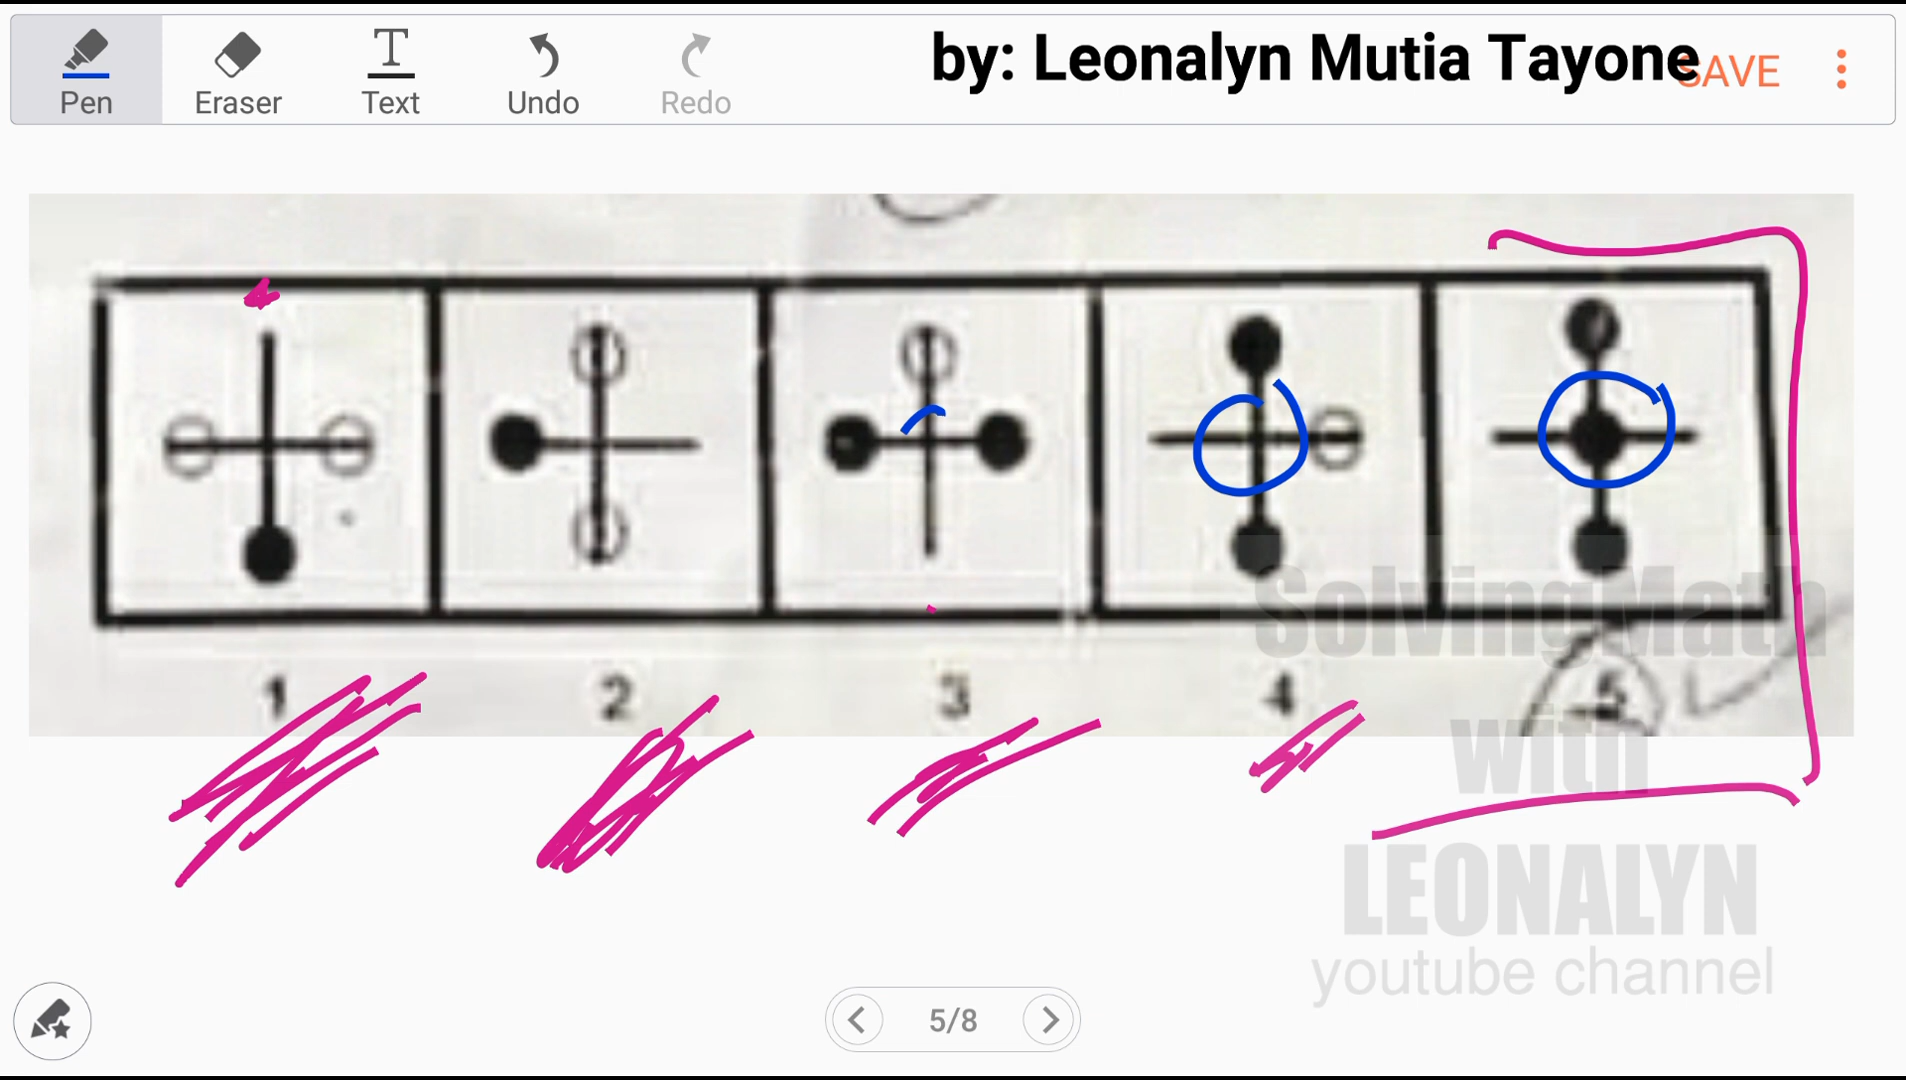 by: Leonalyn Mutia Tayone
SAVE
Pen
Eraser
Text
Undo
Redo
1
2
3
4
5
SolvingMath
with
LEONALYN
youtube channel
5/8